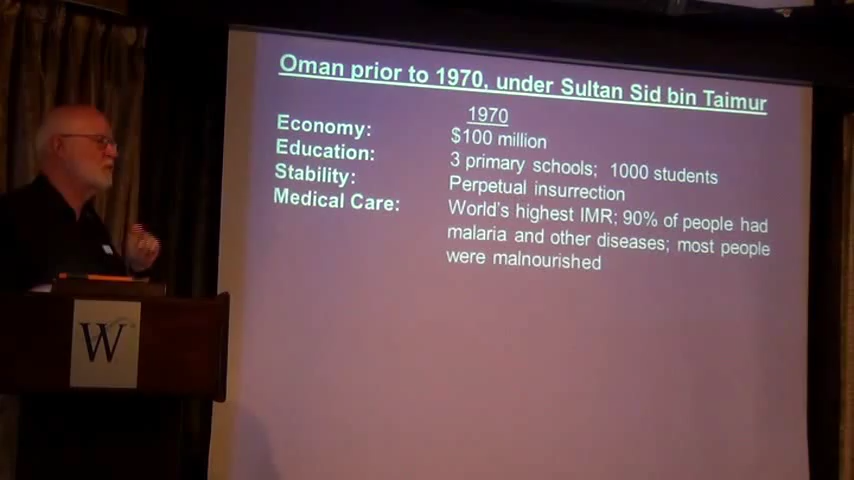 Oman prior to 1970, under Sultan Sid bin Taimur
1970
Economy: $100 million
Education: 3 primary schools; 1000 students
Stability: Perpetual insurrection
Medical Care: World's highest IMR; 90% of people had
malaria and other diseases; most people
were malnourished
W